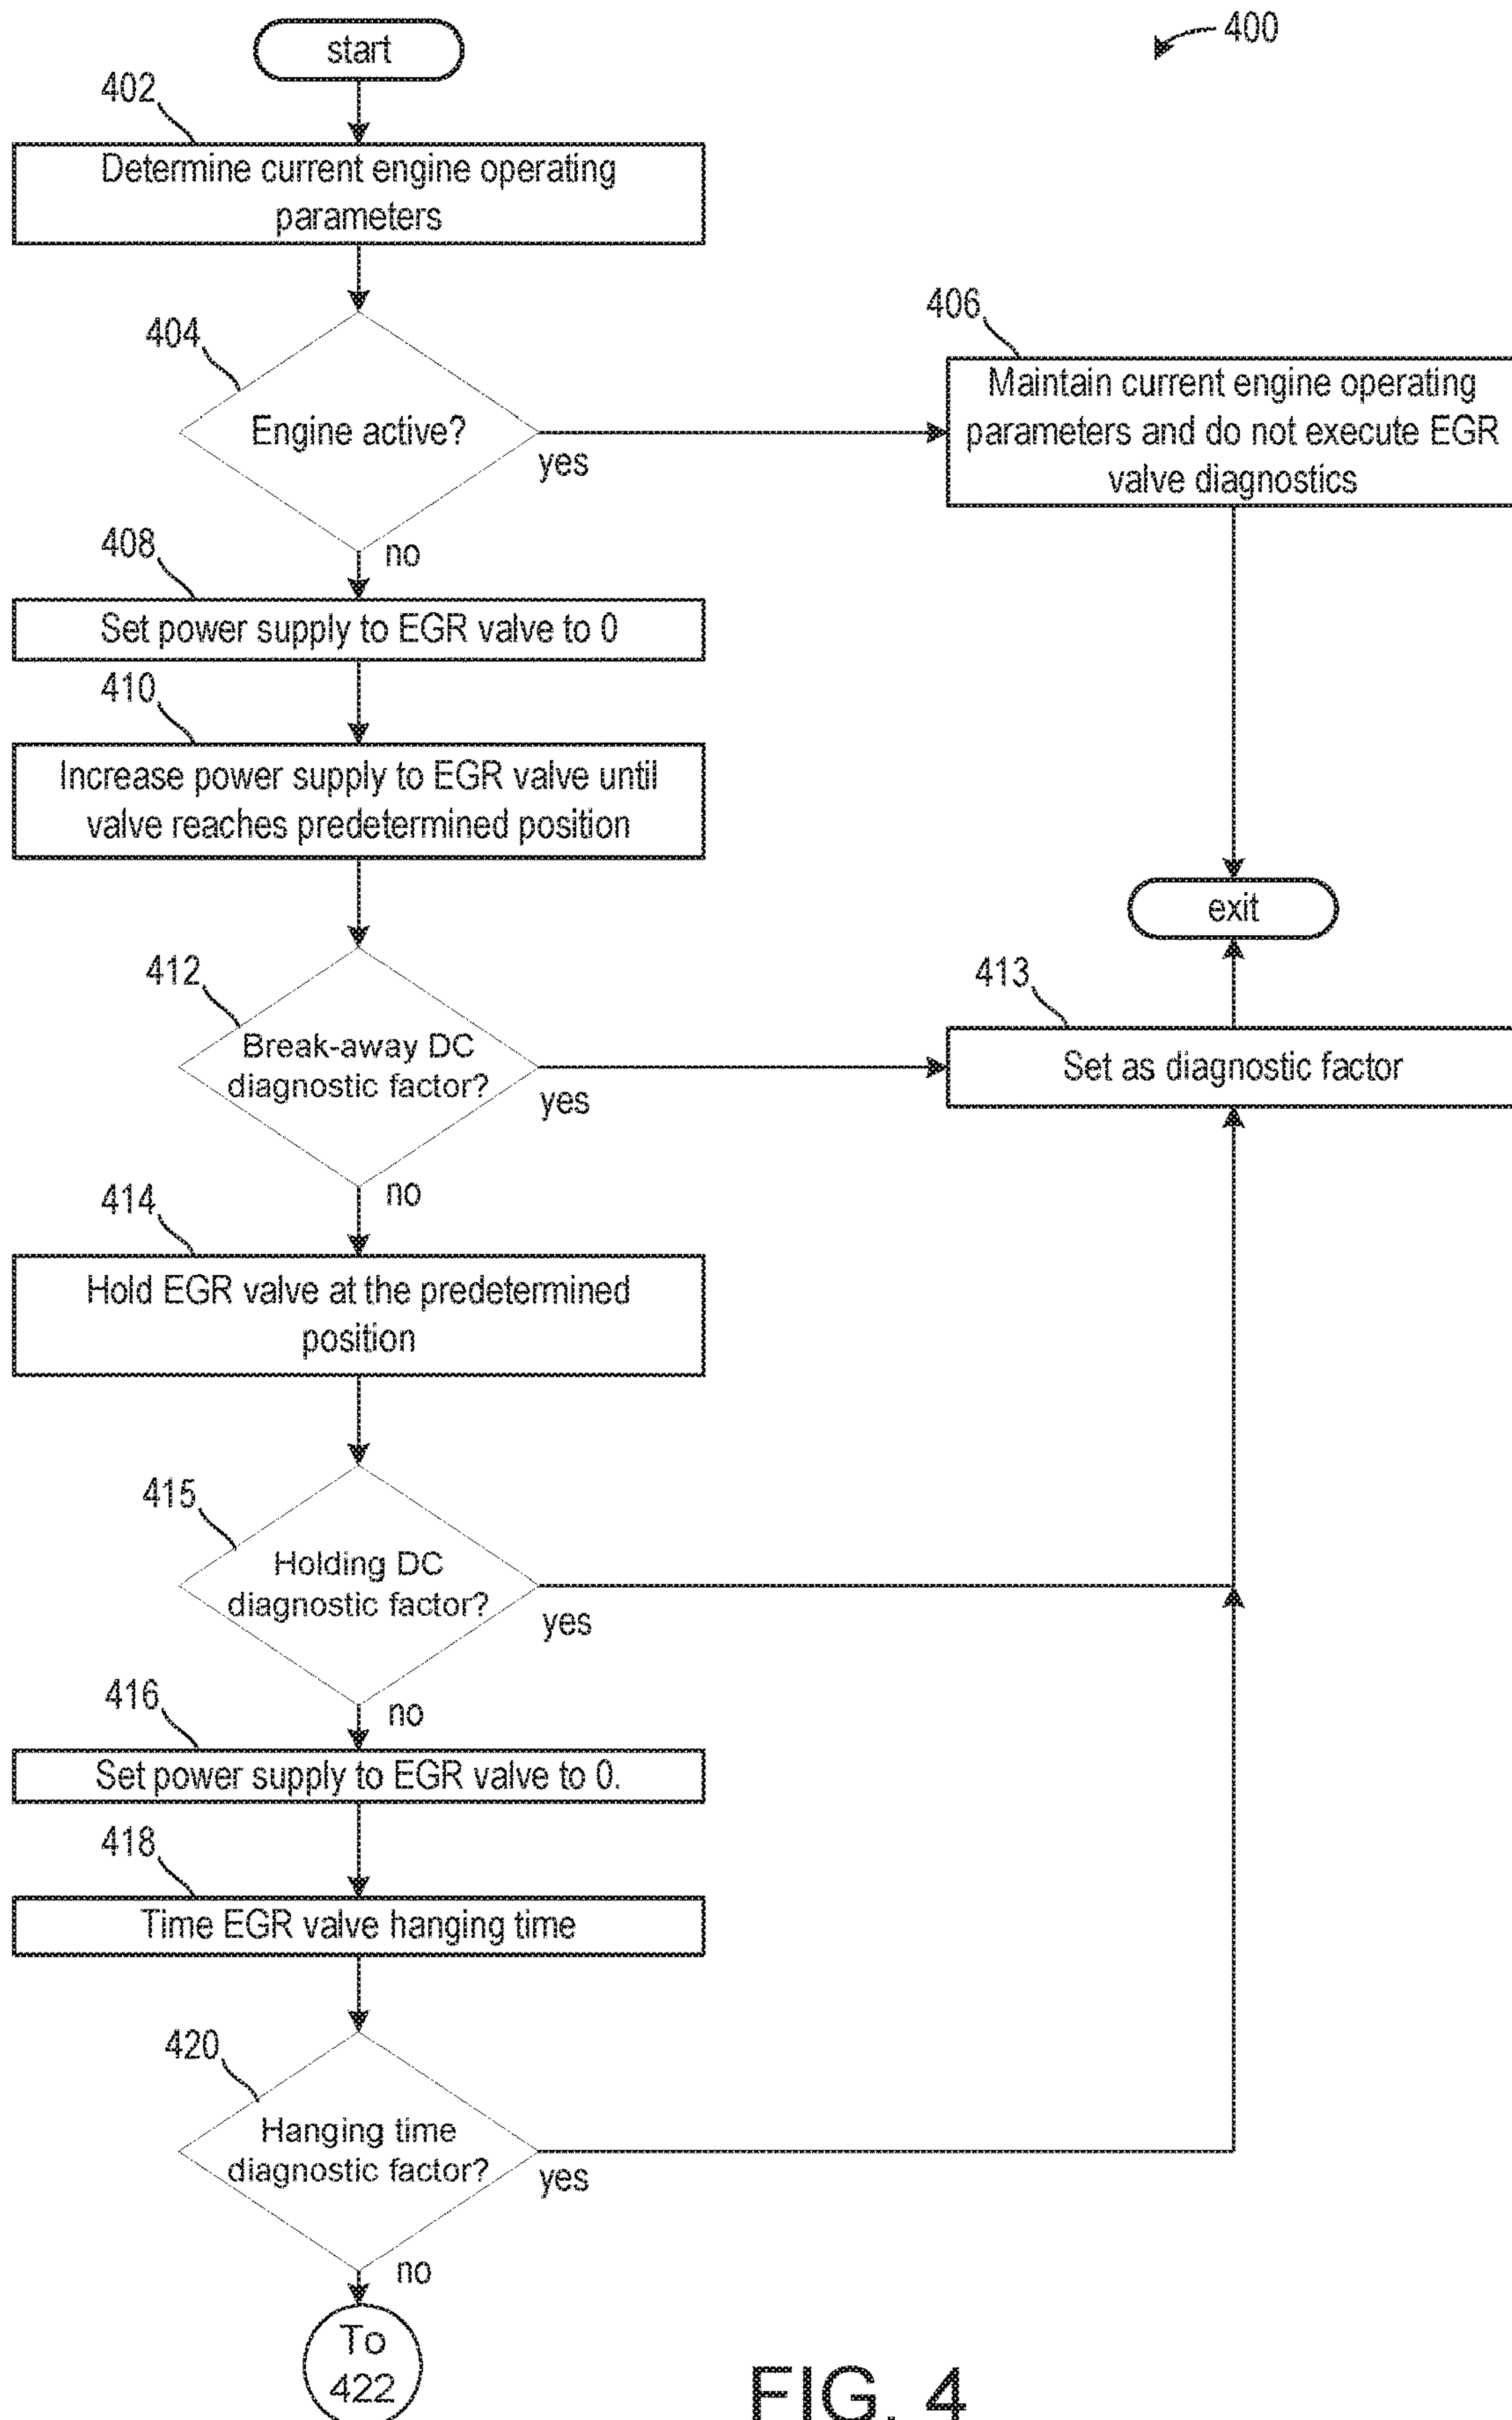 start
400
402
Determine current engine operating
parameters
404
Engine active?
yes
no
406
Maintain current engine operating
parameters and do not execute EGR
valve diagnostics
408
Set power supply to EGR valve to 0
410
Increase power supply to EGR valve until
valve reaches predetermined position
exit
412
Break-away DC
diagnostic factor?
yes
no
413
Set as diagnostic factor
414
Hold EGR valve at the predetermined
position
415
Holding DC
diagnostic factor?
yes
no
416
Set power supply to EGR valve to 0.
418
Time EGR valve hanging time
420
Hanging time
diagnostic factor?
yes
no
To
422
FIG. 4